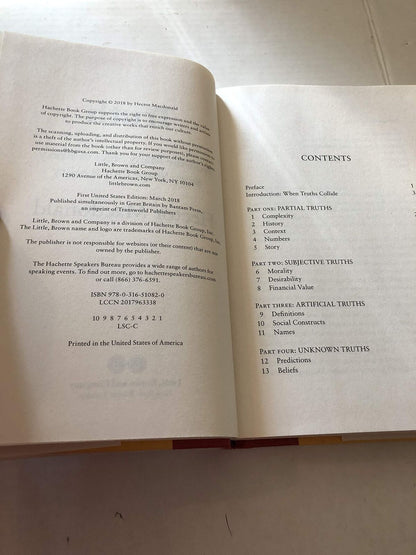 Copyright © 2018 by Hector Macdonald
Hachette Book Group supports the right to free expression and the value
of copyright. The purpose of copyright is to encourage writers and artists
to produce the creative works that enrich our culture.
The scanning, uploading, and distribution of this book without permission
is a theft of the author's intellectual property. If you would like permission to
use material from the book (other than for review purposes), please contact
permissions@hbgusa.com. Thank you for your support of the author's rights.
Little, Brown and Company
Hachette Book Group
1290 Avenue of the Americas, New York, NY 10104
littlebrown.com
First United States Edition: March 2018
Published simultaneously in Great Britain by Bantam Press,
an imprint of Transworld Publishers
Little, Brown and Company is a division of Hachette Book Group, Inc.
The Little, Brown name and logo are trademarks of Hachette Book Group, Inc.
The publisher is not responsible for websites (or their content) that are not
owned by the publisher.
The Hachette Speakers Bureau provides a wide range of authors for
speaking events. To find out more, go to hachettespeakersbureau.com
or call (866) 376-6591.
ISBN 978-0-316-51082-0
LCCN 2017963338
10 9 8 7 6 5 4 3 2 1
LSC-C
Printed in the United States of America
CONTENTS
Preface 1
Introduction: When Truths Collide 3
PART ONE: PARTIAL TRUTHS
1 Complexity
2 History
3 Context
4 Numbers
5 Story
PART TWO: SUBJECTIVE TRUTHS
6 Morality
7 Desirability
8 Financial Value
PART THREE: ARTIFICIAL TRUTHS
9 Definitions
10 Social Constructs
11 Names
PART FOUR: UNKNOWN TRUTHS
12 Predictions
13 Beliefs